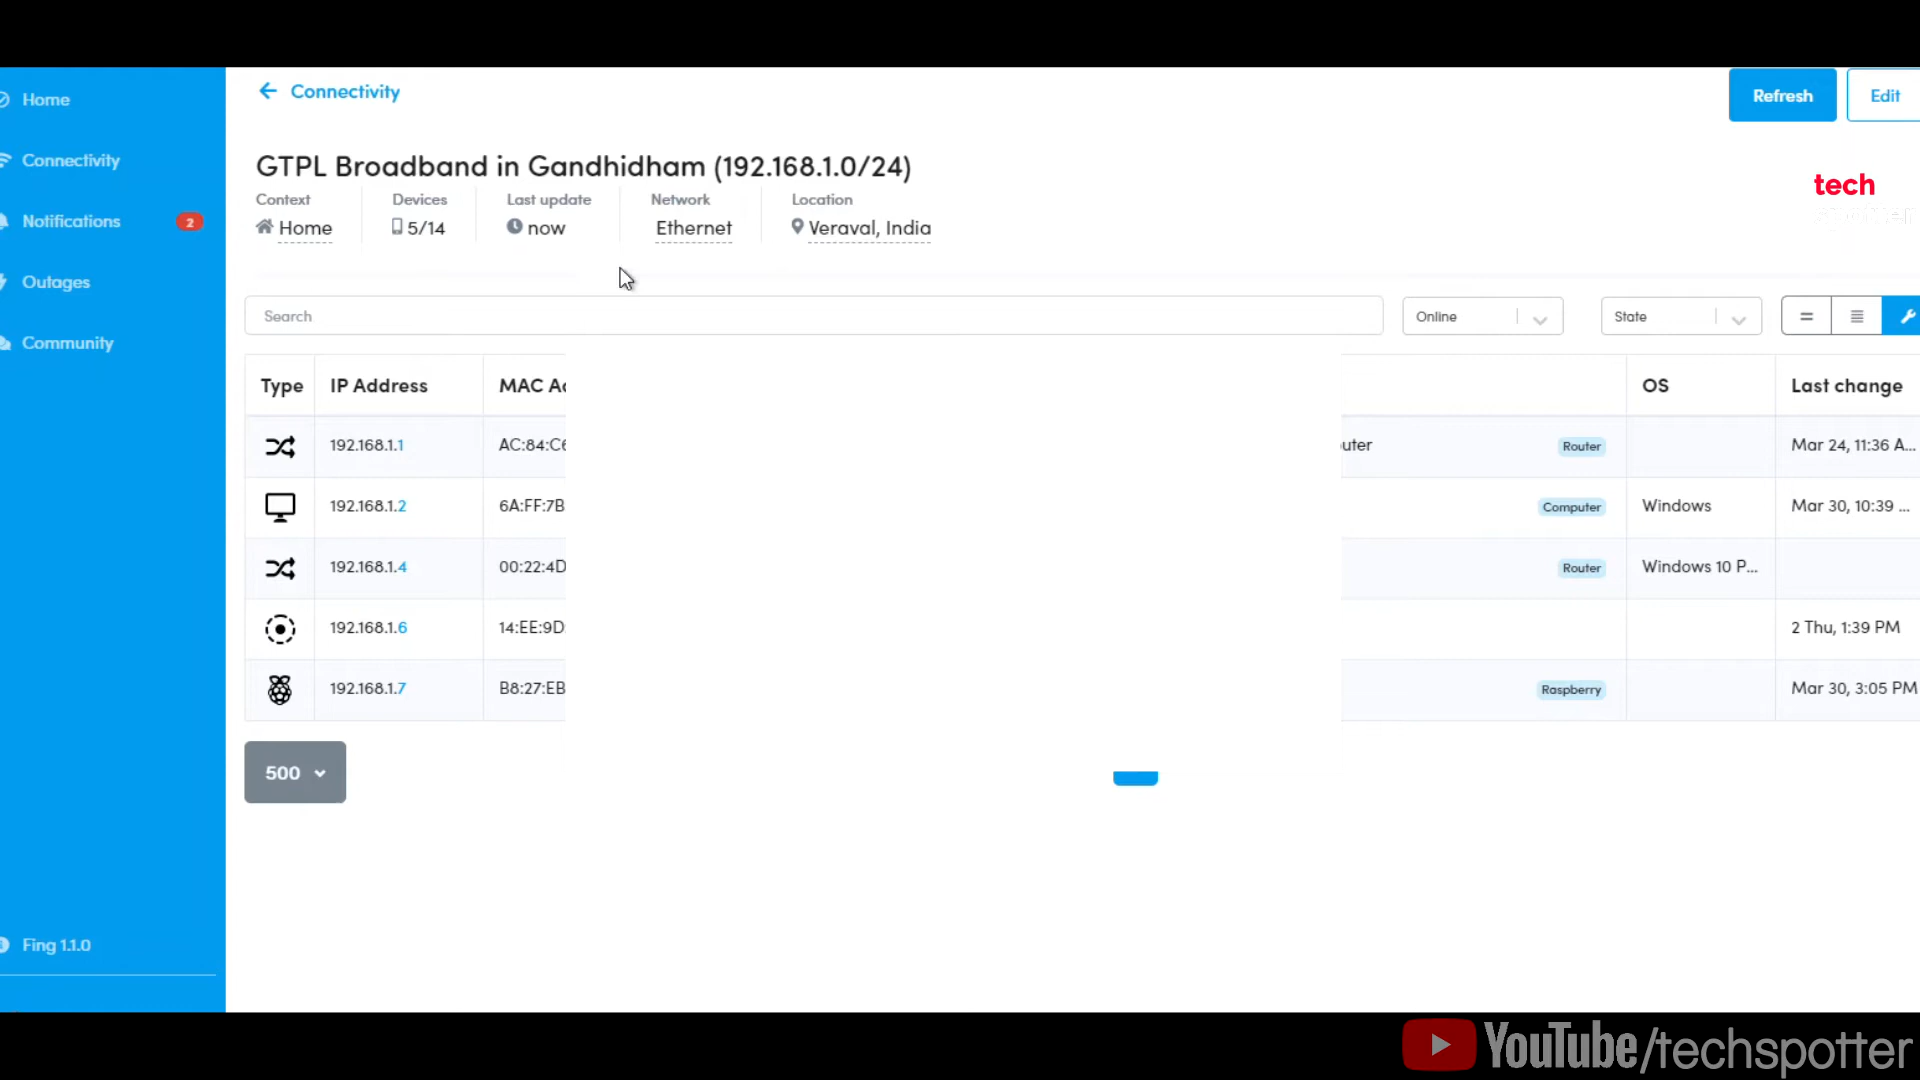 Home
Connectivity
Notifications 2
Outages
Community
Fing 1.1.0
Connectivity
Refresh Edit
GTPL Broadband in Gandhidham (192.168.1.0/24)
Context Devices Last update Network Location
Home 5/14 now Ethernet Veraval, India
tech
Search Online State
Type IP Address MAC Ad OS Last change
192.168.1.1 AC:84:C6 uter Router Mar 24, 11:36 A...
192.168.1.2 6A:FF:7B Computer Windows Mar 30, 10:39 ...
192.168.1.4 00:22:4D Router Windows 10 P...
192.168.1.6 14:EE:9D: 2 Thu, 1:39 PM
192.168.1.7 B8:27:EB Raspberry Mar 30, 3:05 PM
500
YouTube/techspotter